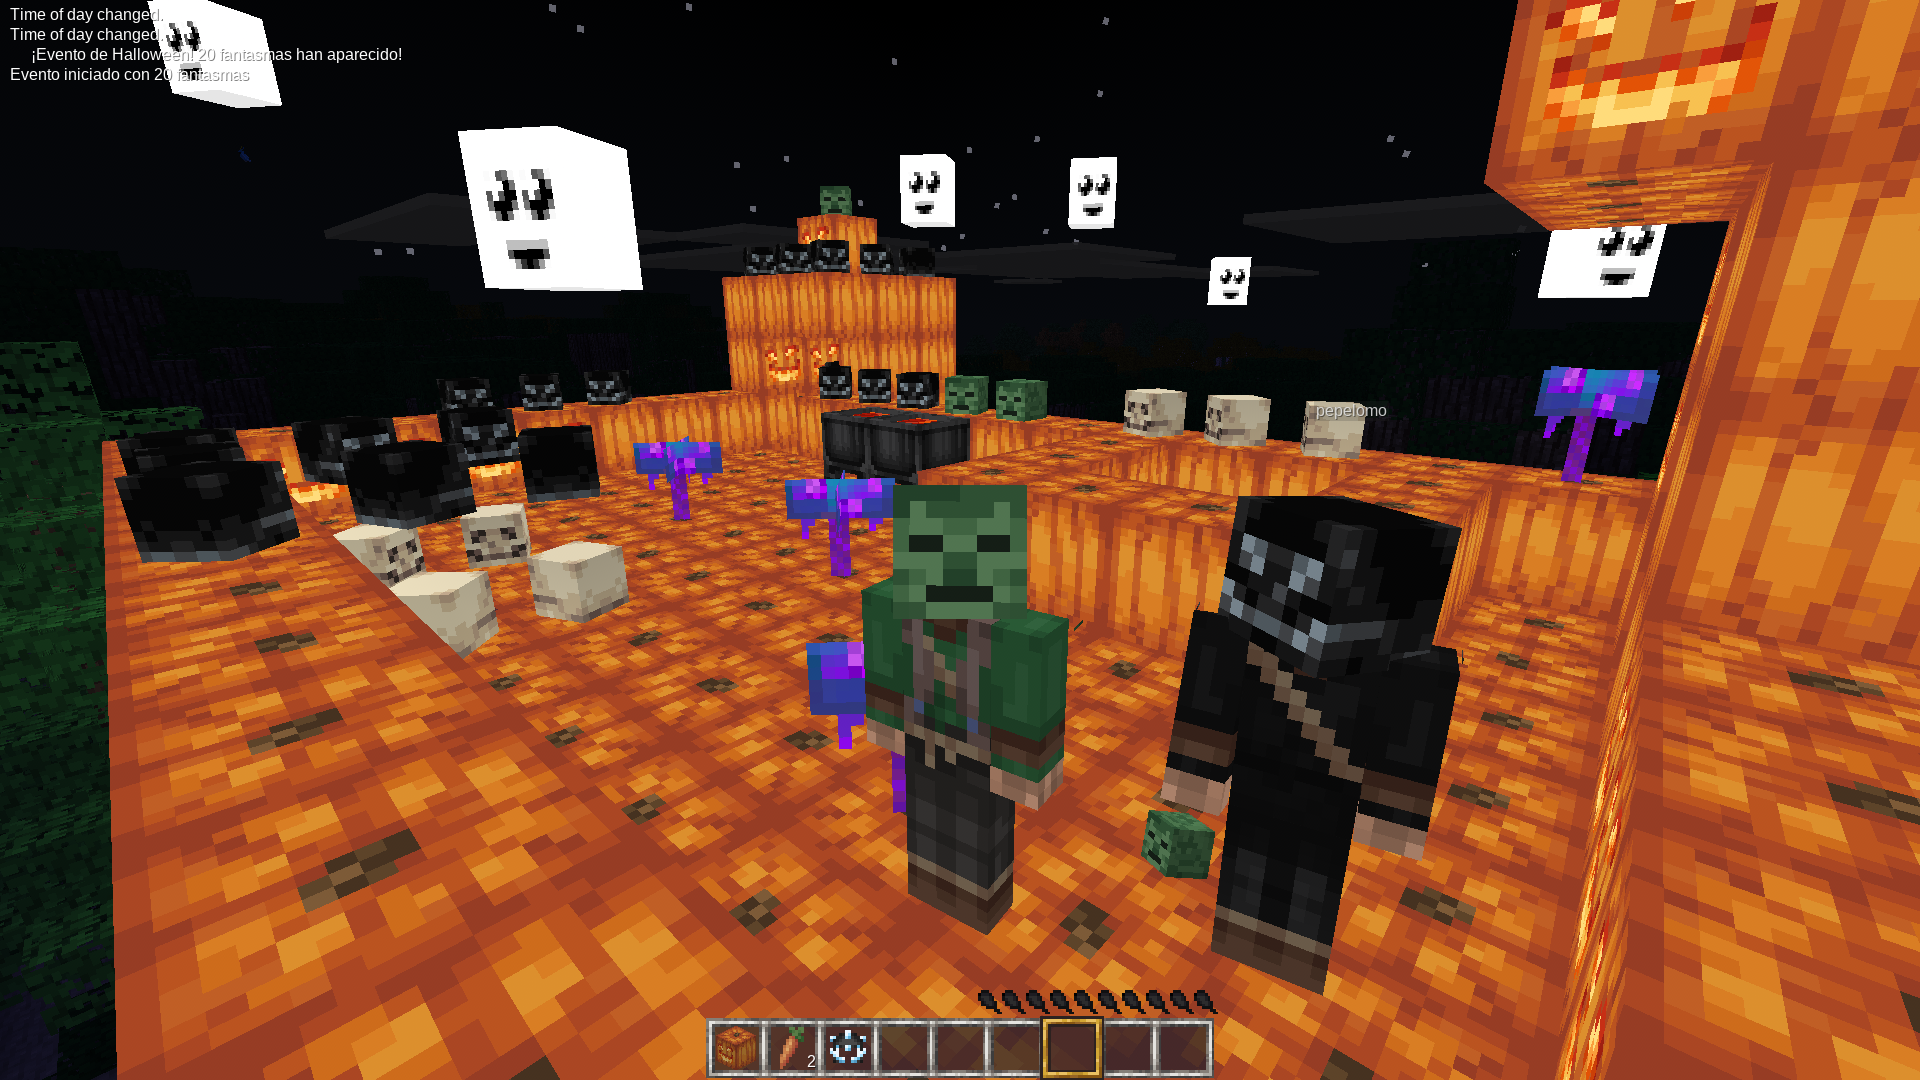 Time of day changed.
Time of day changed.
¡Evento de Halloween! 20 fantasmas han aparecido!
Evento iniciado con 20 fantasmas
pepelomo
2